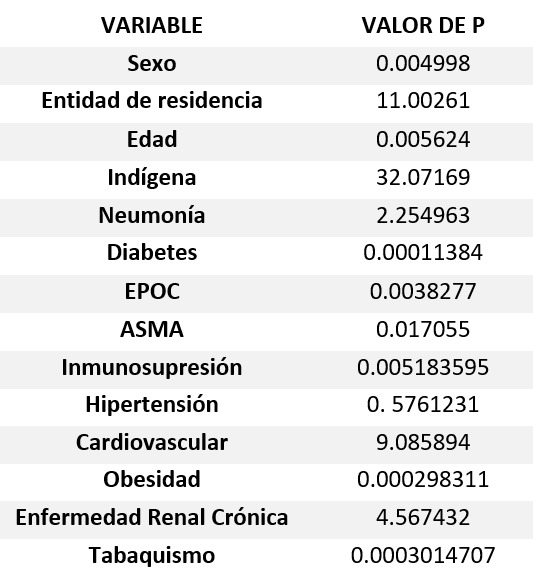 VARIABLE VALOR DE P
Sexo 0.004998
Entidad de residencia 11.00261
Edad 0.005624
Indígena 32.07169
Neumonía 2.254963
Diabetes 0.00011384
EPOC 0.0038277
ASMA 0.017055
Inmunosupresión 0.005183595
Hipertensión 0. 5761231
Cardiovascular 9.085894
Obesidad 0.000298311
Enfermedad Renal Crónica 4.567432
Tabaquismo 0.0003014707